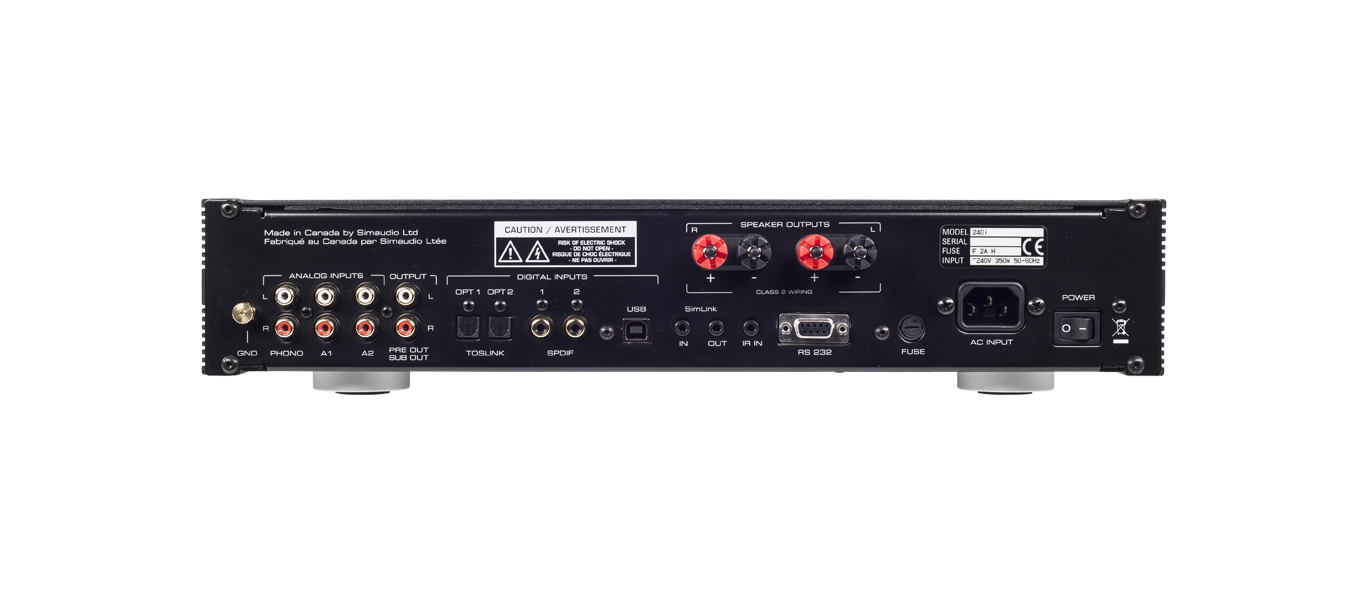 Made in Canada by Simaudio Ltd
Fabriqué au Canada par Simaudio Ltée
CAUTION / AVERTISSEMENT
RISK OF ELECTRIC SHOCK
- DO NOT OPEN -
RISQUE DE CHOC ÉLECTRIQUE
- NE PAS OUVRIR -
SPEAKER OUTPUTS
R L
+ - + -
CLASS 2 WIRING
MODEL 240i
SERIAL
FUSE F 2A H
INPUT ~240V 350W 50-60Hz
CE
ANALOG INPUTS OUTPUT
L L
R R
GND PHONO A1 A2 PRE OUT
SUB OUT
DIGITAL INPUTS
OPT 1 OPT 2 1 2
TOSLINK SPDIF
USB
SimLink
IN OUT IR IN
RS 232
FUSE
AC INPUT
POWER
O –